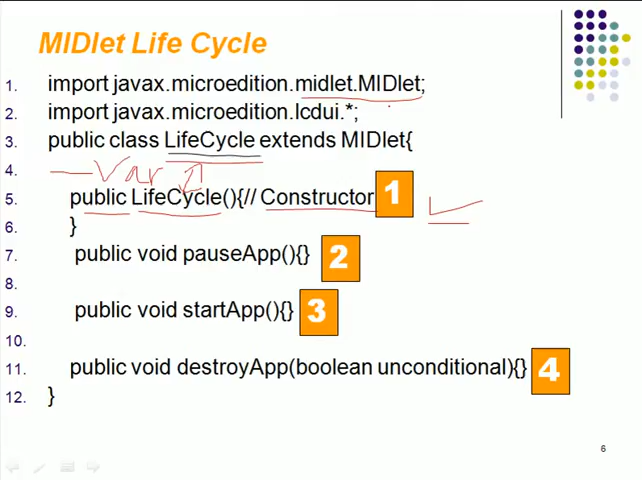 MIDlet Life Cycle
1. import javax.microedition.midlet.MIDlet;
2. import javax.microedition.lcdui.*;
3. public class LifeCycle extends MIDlet{
4. Var
5. public LifeCycle(){// Constructor 1
6. }
7. public void pauseApp(){} 2
8.
9. public void startApp(){} 3
10.
11. public void destroyApp(boolean unconditional){} 4
12. }
6